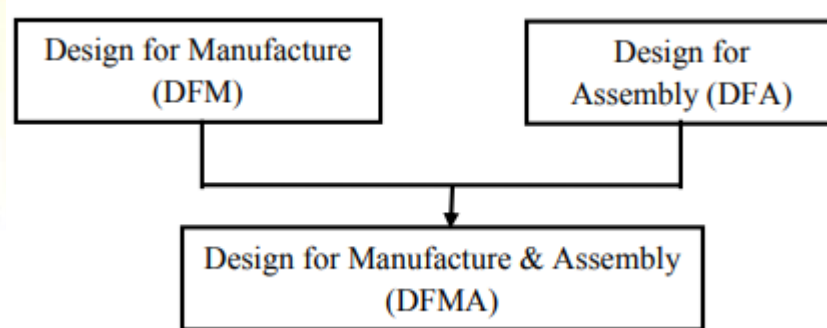 Design for Manufacture
(DFM)
Design for
Assembly (DFA)
Design for Manufacture & Assembly
(DFMA)